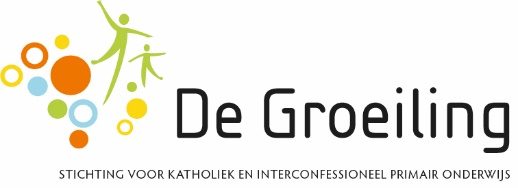 De Groeiling
STICHTING VOOR KATHOLIEK EN INTERCONFESSIONEEL PRIMAIR ONDERWIJS